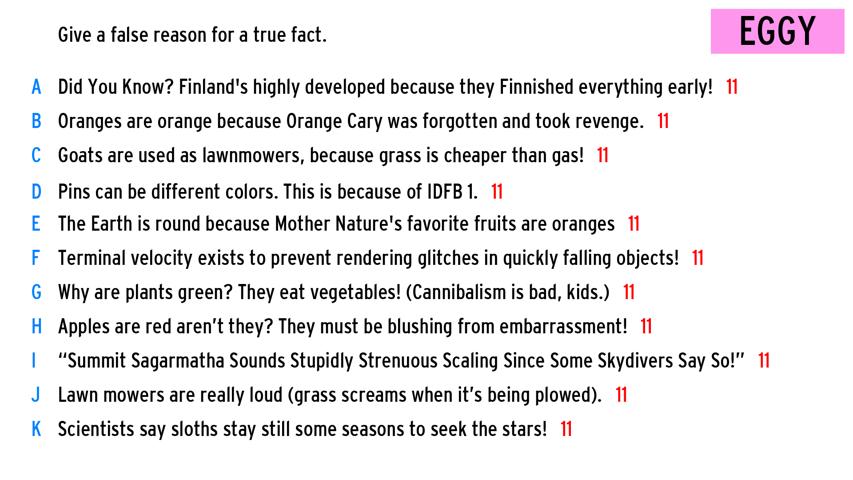 Give a false reason for a true fact.
EGGY
A Did You Know? Finland's highly developed because they Finnished everything early! 11
B Oranges are orange because Orange Cary was forgotten and took revenge. 11
C Goats are used as lawnmowers, because grass is cheaper than gas! 11
D Pins can be different colors. This is because of IDFB 1. 11
E The Earth is round because Mother Nature's favorite fruits are oranges 11
F Terminal velocity exists to prevent rendering glitches in quickly falling objects! 11
G Why are plants green? They eat vegetables! (Cannibalism is bad, kids.) 11
H Apples are red aren’t they? They must be blushing from embarrassment! 11
I “Summit Sagarmatha Sounds Stupidly Strenuous Scaling Since Some Skydivers Say So!” 11
J Lawn mowers are really loud (grass screams when it’s being plowed). 11
K Scientists say sloths stay still some seasons to seek the stars! 11